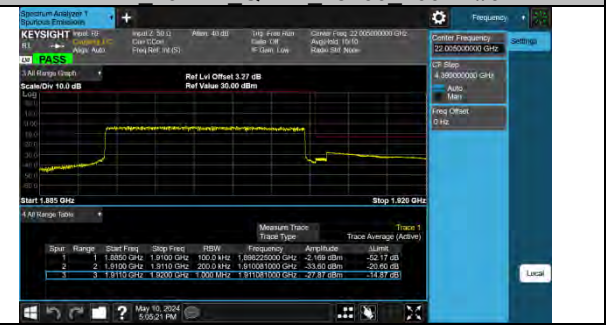 Spectrum Analyzer 1
Spurious Emissions
Frequency
KEYSIGHT Input: RF
Input Z: 50 Ω
Atten: 40 dB
Trig: Free Run
Center Freq: 22.005000000 GHz
Gate: Off
Avg|Hold: 10/10
Align: Auto
Freq Ref: Int (S)
IF Gain: Low
Radio Std: None
PASS
Center Frequency
22.005000000 GHz
Settings
CF Step
4.399000000 GHz
Auto
Man
Freq Offset
0 Hz
3 All Range Graph
Ref Lvl Offset 3.27 dB
Scale/Div 10.0 dB
Ref Value 30.00 dBm
Log
Start 1.885 GHz
Stop 1.920 GHz
4 All Range Table
Measure Trace
Trace 1
Trace Type
Trace Average (Active)
Spur Range Start Freq Stop Freq RBW Frequency Amplitude ΔLimit
1 1 1.8850 GHz 1.9100 GHz 100.0 kHz 1.898225000 GHz -2.169 dBm -52.17 dB
2 2 1.9100 GHz 1.9110 GHz 200.0 kHz 1.910081000 GHz -33.60 dBm -20.60 dB
3 3 1.9110 GHz 1.9200 GHz 1.000 MHz 1.911081000 GHz -27.87 dBm -14.87 dB
Local
May 10, 2024
5:05:21 PM